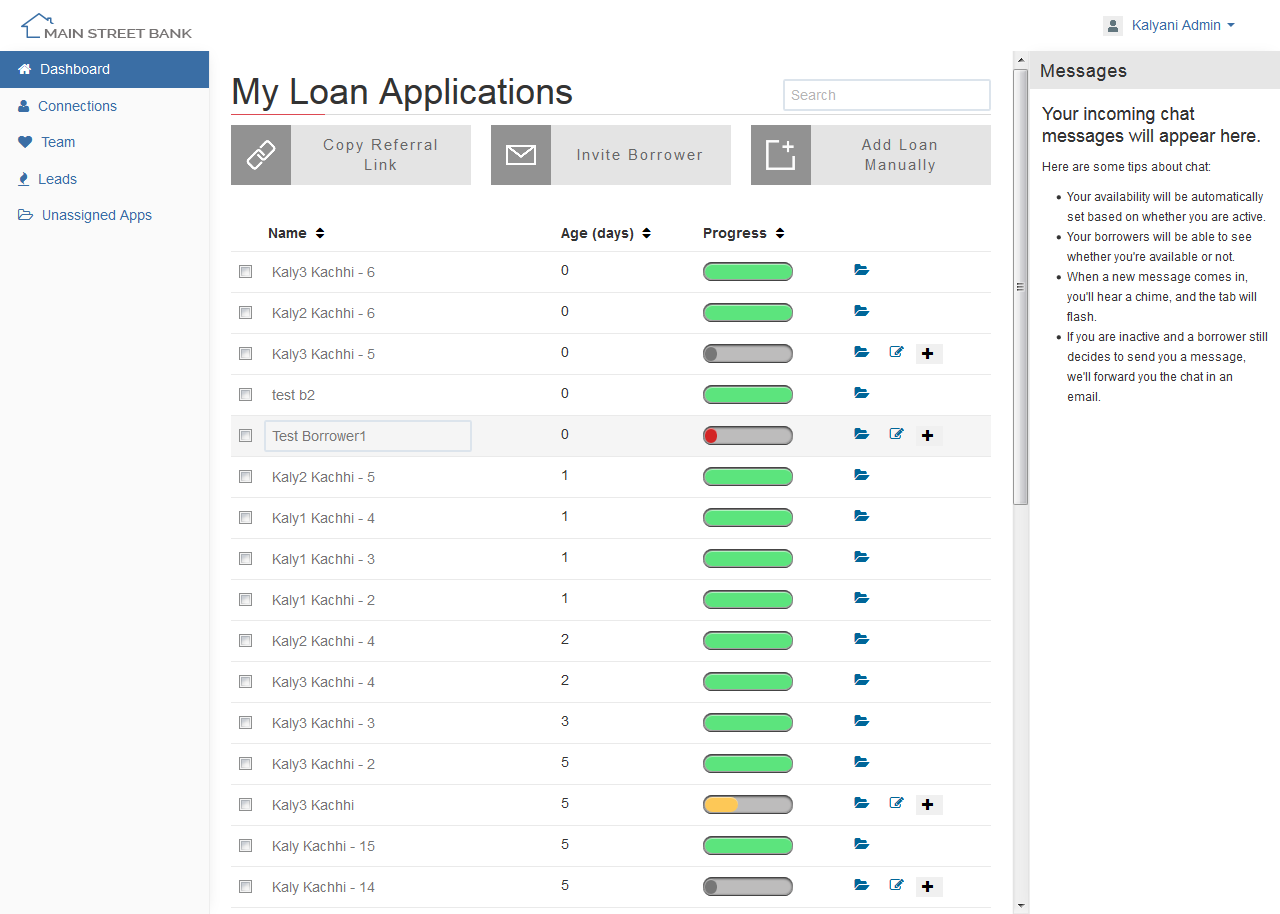 MAIN STREET BANK
Kalyani Admin
Dashboard
Connections
Team
Leads
Unassigned Apps
My Loan Applications
Search
Copy Referral
Link
Invite Borrower
Add Loan
Manually
Name Age (days) Progress
Kaly3 Kachhi - 6 0
Kaly2 Kachhi - 6 0
Kaly3 Kachhi - 5 0
test b2 0
Test Borrower1 0
Kaly2 Kachhi - 5 1
Kaly1 Kachhi - 4 1
Kaly1 Kachhi - 3 1
Kaly1 Kachhi - 2 1
Kaly2 Kachhi - 4 2
Kaly3 Kachhi - 4 2
Kaly3 Kachhi - 3 3
Kaly3 Kachhi - 2 5
Kaly3 Kachhi 5
Kaly Kachhi - 15 5
Kaly Kachhi - 14 5
Messages
Your incoming chat
messages will appear here.
Here are some tips about chat:
Your availability will be automatically
set based on whether you are active.
Your borrowers will be able to see
whether you're available or not.
When a new message comes in,
you'll hear a chime, and the tab will
flash.
If you are inactive and a borrower still
decides to send you a message,
we'll forward you the chat in an
email.